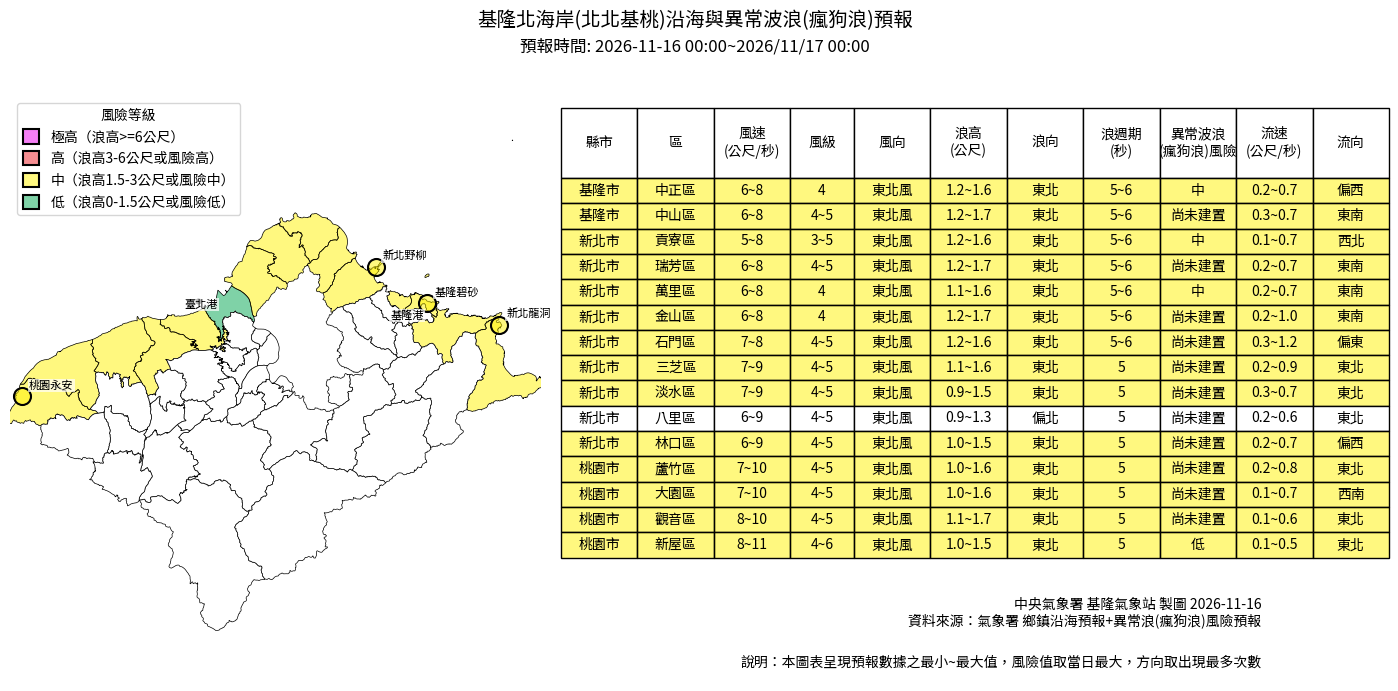 基隆北海岸(北北基桃)沿海與異常波浪(瘋狗浪)預報
預報時間: 2026-11-16 00:00~2026/11/17 00:00
風險等級
極高（浪高>=6公尺）
高（浪高3-6公尺或風險高）
中（浪高1.5-3公尺或風險中）
低（浪高0-1.5公尺或風險低）
新北野柳
基隆碧砂
臺北港
基隆港
新北龍洞
桃園永安
縣市 區 風速(公尺/秒) 風級 風向 浪高(公尺) 浪向 浪週期(秒) 異常波浪(瘋狗浪)風險 流速(公尺/秒) 流向
基隆市 中正區 6~8 4 東北風 1.2~1.6 東北 5~6 中 0.2~0.7 偏西
基隆市 中山區 6~8 4~5 東北風 1.2~1.7 東北 5~6 尚未建置 0.3~0.7 東南
新北市 貢寮區 5~8 3~5 東北風 1.2~1.6 東北 5~6 中 0.1~0.7 西北
新北市 瑞芳區 6~8 4~5 東北風 1.2~1.7 東北 5~6 尚未建置 0.2~0.7 東南
新北市 萬里區 6~8 4 東北風 1.1~1.6 東北 5~6 中 0.2~0.7 東南
新北市 金山區 6~8 4 東北風 1.2~1.7 東北 5~6 尚未建置 0.2~1.0 東南
新北市 石門區 7~8 4~5 東北風 1.2~1.6 東北 5~6 尚未建置 0.3~1.2 偏東
新北市 三芝區 7~9 4~5 東北風 1.1~1.6 東北 5 尚未建置 0.2~0.9 東北
新北市 淡水區 7~9 4~5 東北風 0.9~1.5 東北 5 尚未建置 0.3~0.7 東北
新北市 八里區 6~9 4~5 東北風 0.9~1.3 偏北 5 尚未建置 0.2~0.6 東北
新北市 林口區 6~9 4~5 東北風 1.0~1.5 東北 5 尚未建置 0.2~0.7 偏西
桃園市 蘆竹區 7~10 4~5 東北風 1.0~1.6 東北 5 尚未建置 0.2~0.8 東北
桃園市 大園區 7~10 4~5 東北風 1.0~1.6 東北 5 尚未建置 0.1~0.7 西南
桃園市 觀音區 8~10 4~5 東北風 1.1~1.7 東北 5 尚未建置 0.1~0.6 東北
桃園市 新屋區 8~11 4~6 東北風 1.0~1.5 東北 5 低 0.1~0.5 東北
中央氣象署 基隆氣象站 製圖 2026-11-16
資料來源：氣象署 鄉鎮沿海預報+異常浪(瘋狗浪)風險預報
說明：本圖表呈現預報數據之最小~最大值，風險值取當日最大，方向取出現最多次數